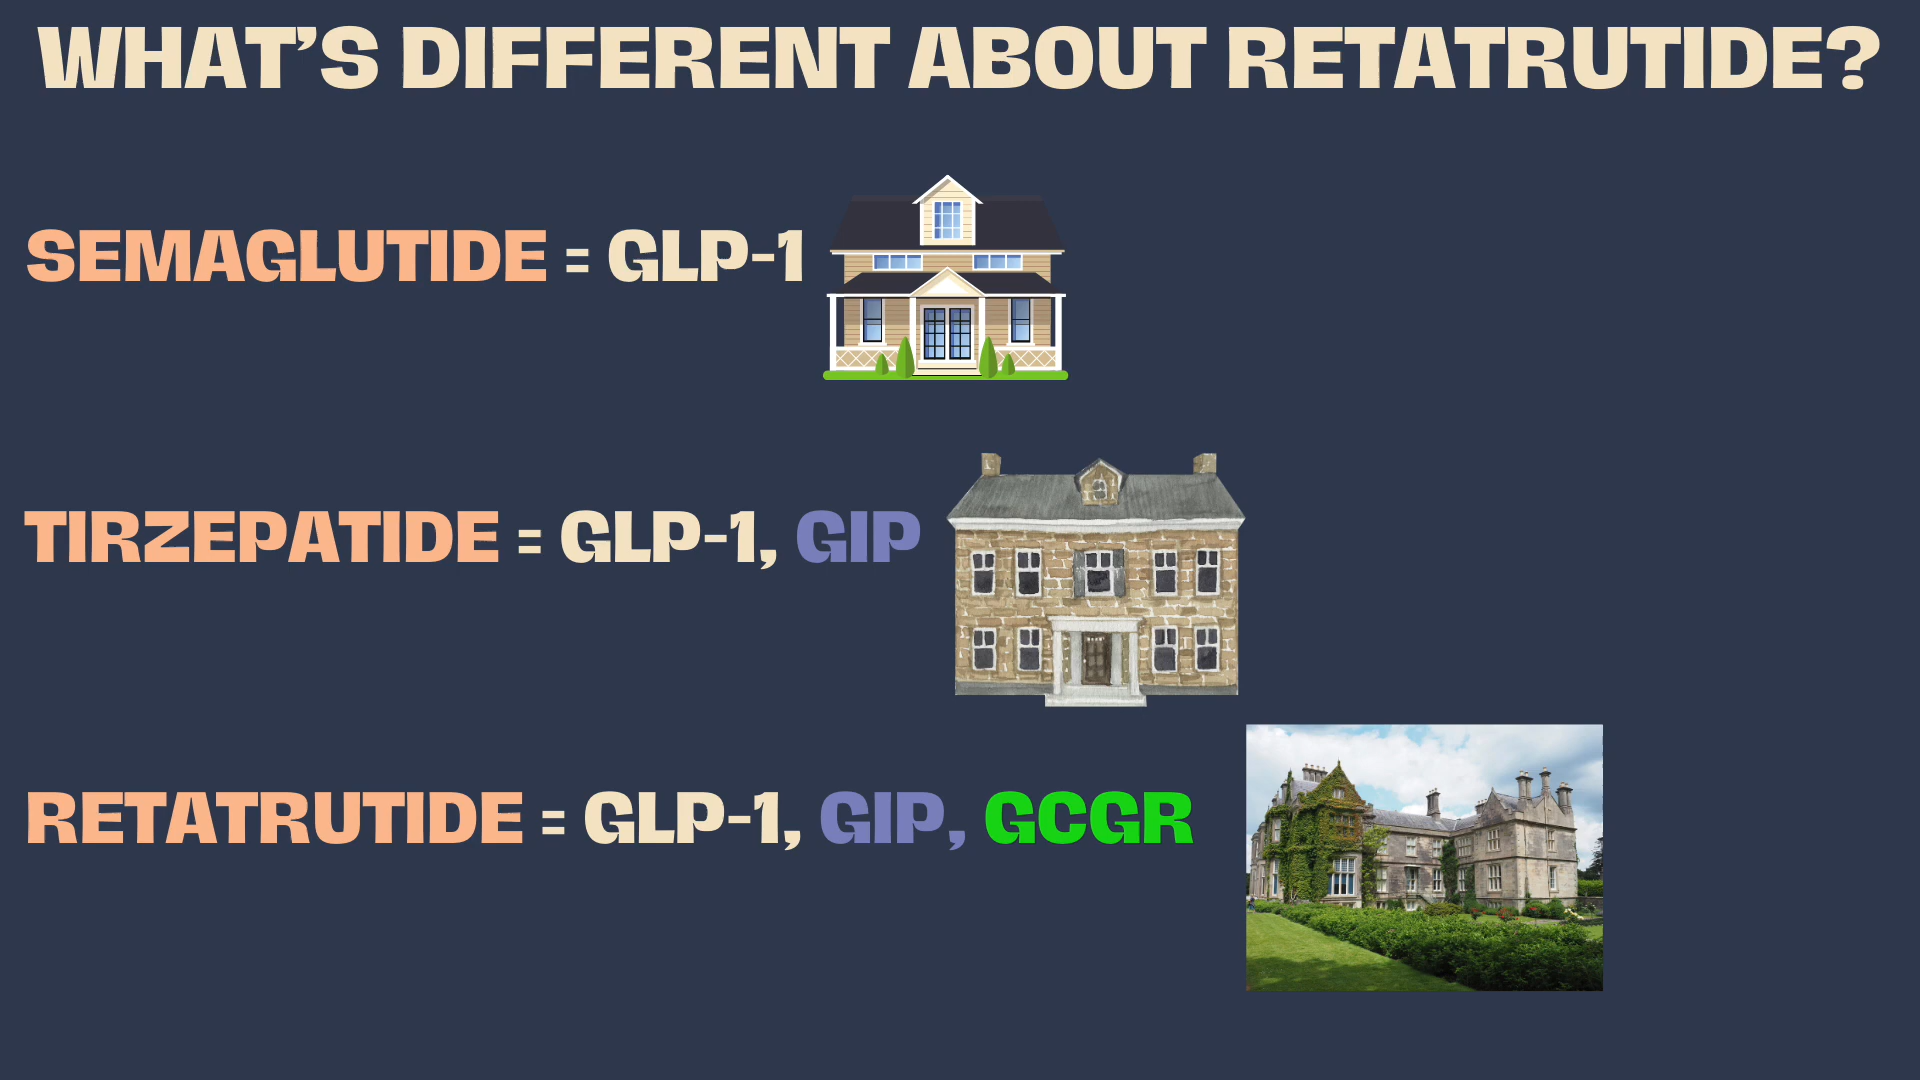 WHAT'S DIFFERENT ABOUT RETATRUTIDE?
SEMAGLUTIDE = GLP-1
TIRZEPATIDE = GLP-1, GIP
RETATRUTIDE = GLP-1, GIP, GCGR